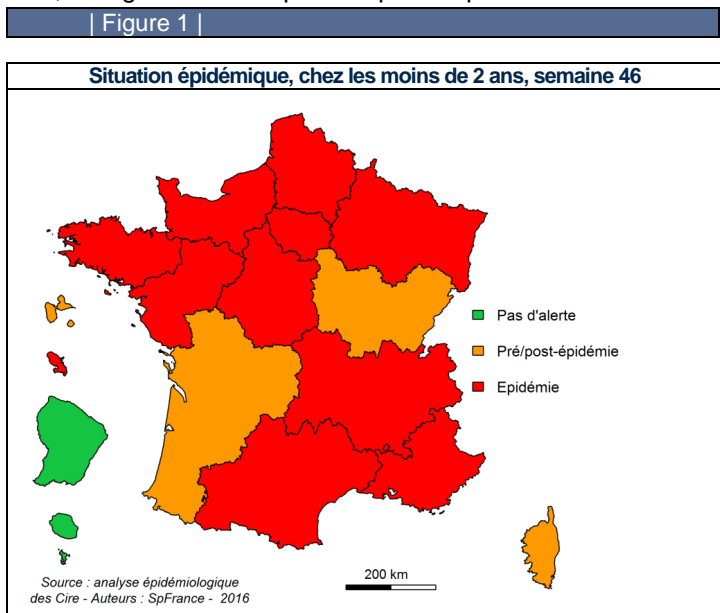 | Figure 1 |
Situation épidémique, chez les moins de 2 ans, semaine 46
Pas d'alerte
Pré/post-épidémie
Epidémie
200 km
Source : analyse épidémiologique
des Cire - Auteurs : SpFrance - 2016